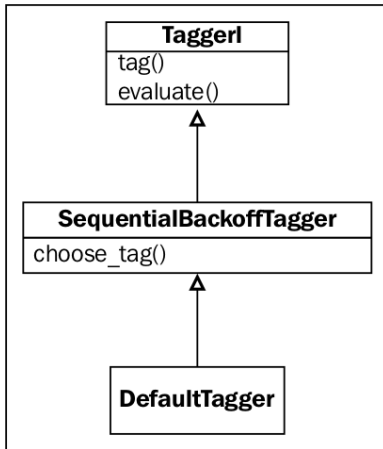 TaggerI
tag()
evaluate()
SequentialBackoffTagger
choose_tag()
DefaultTagger